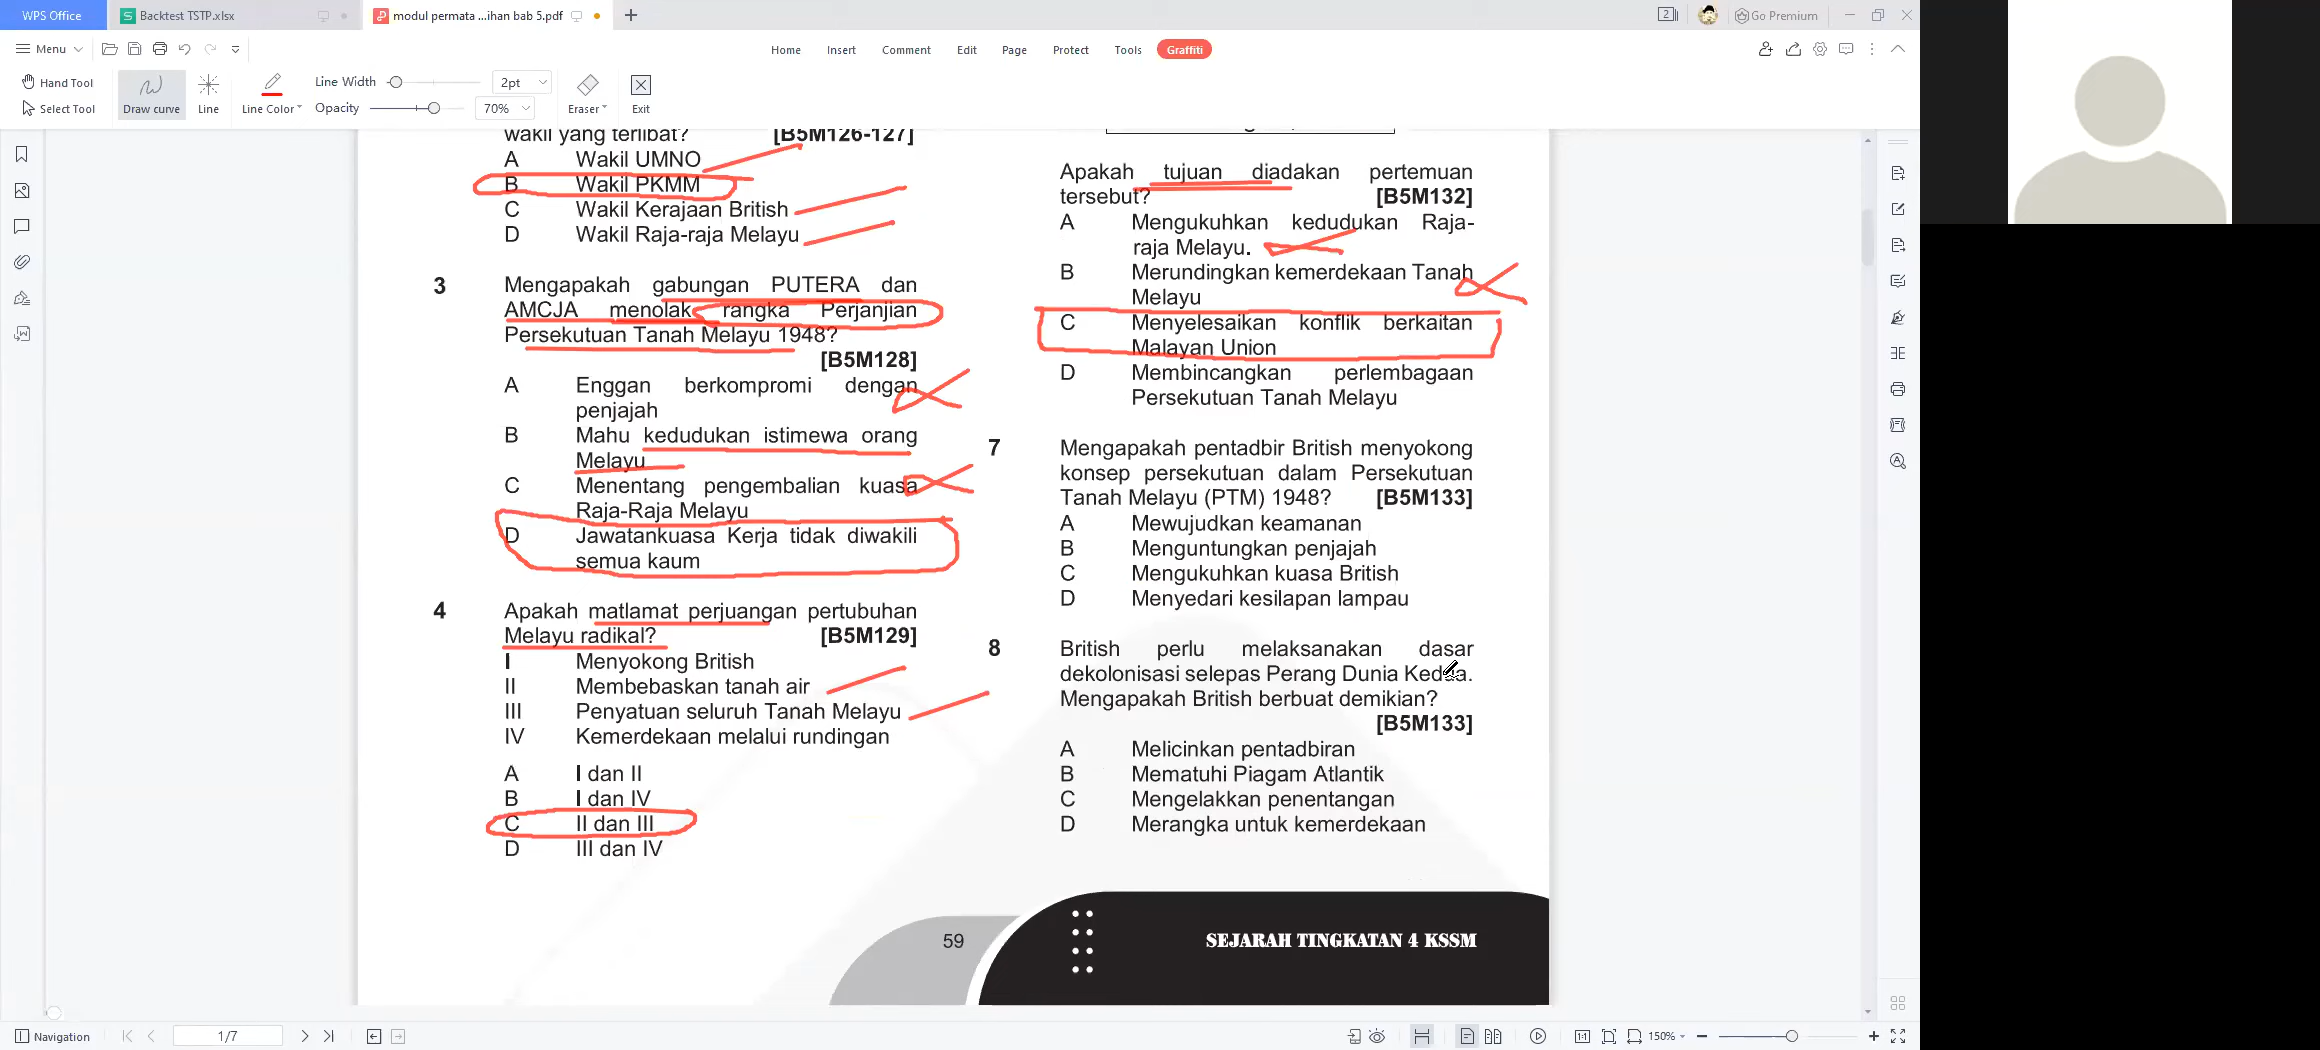 WPS Office
Backtest TSTP.xlsx
modul permata ...ihan bab 5.pdf
2
Go Premium
Menu
Home Insert Comment Edit Page Protect Tools Graffiti
Hand Tool
Select Tool
Draw curve
Line
Line Color
Line Width
2pt
Opacity
70%
Eraser
Exit
wakil yang terlibat? [B5M126-127]
A Wakil UMNO
B Wakil PKMM
C Wakil Kerajaan British
D Wakil Raja-raja Melayu
3 Mengapakah gabungan PUTERA dan
AMCJA menolak rangka Perjanjian
Persekutuan Tanah Melayu 1948?
[B5M128]
A Enggan berkompromi dengan
penjajah
B Mahu kedudukan istimewa orang
Melayu
C Menentang pengembalian kuasa
Raja-Raja Melayu
D Jawatankuasa Kerja tidak diwakili
semua kaum
4 Apakah matlamat perjuangan pertubuhan
Melayu radikal? [B5M129]
I Menyokong British
II Membebaskan tanah air
III Penyatuan seluruh Tanah Melayu
IV Kemerdekaan melalui rundingan
A I dan II
B I dan IV
C II dan III
D III dan IV
Apakah tujuan diadakan pertemuan
tersebut? [B5M132]
A Mengukuhkan kedudukan Raja-
raja Melayu.
B Merundingkan kemerdekaan Tanah
Melayu
C Menyelesaikan konflik berkaitan
Malayan Union
D Membincangkan perlembagaan
Persekutuan Tanah Melayu
7 Mengapakah pentadbir British menyokong
konsep persekutuan dalam Persekutuan
Tanah Melayu (PTM) 1948? [B5M133]
A Mewujudkan keamanan
B Menguntungkan penjajah
C Mengukuhkan kuasa British
D Menyedari kesilapan lampau
8 British perlu melaksanakan dasar
dekolonisasi selepas Perang Dunia Kedua.
Mengapakah British berbuat demikian?
[B5M133]
A Melicinkan pentadbiran
B Mematuhi Piagam Atlantik
C Mengelakkan penentangan
D Merangka untuk kemerdekaan
59
SEJARAH TINGKATAN 4 KSSM
Navigation
1/7
1:1
150%